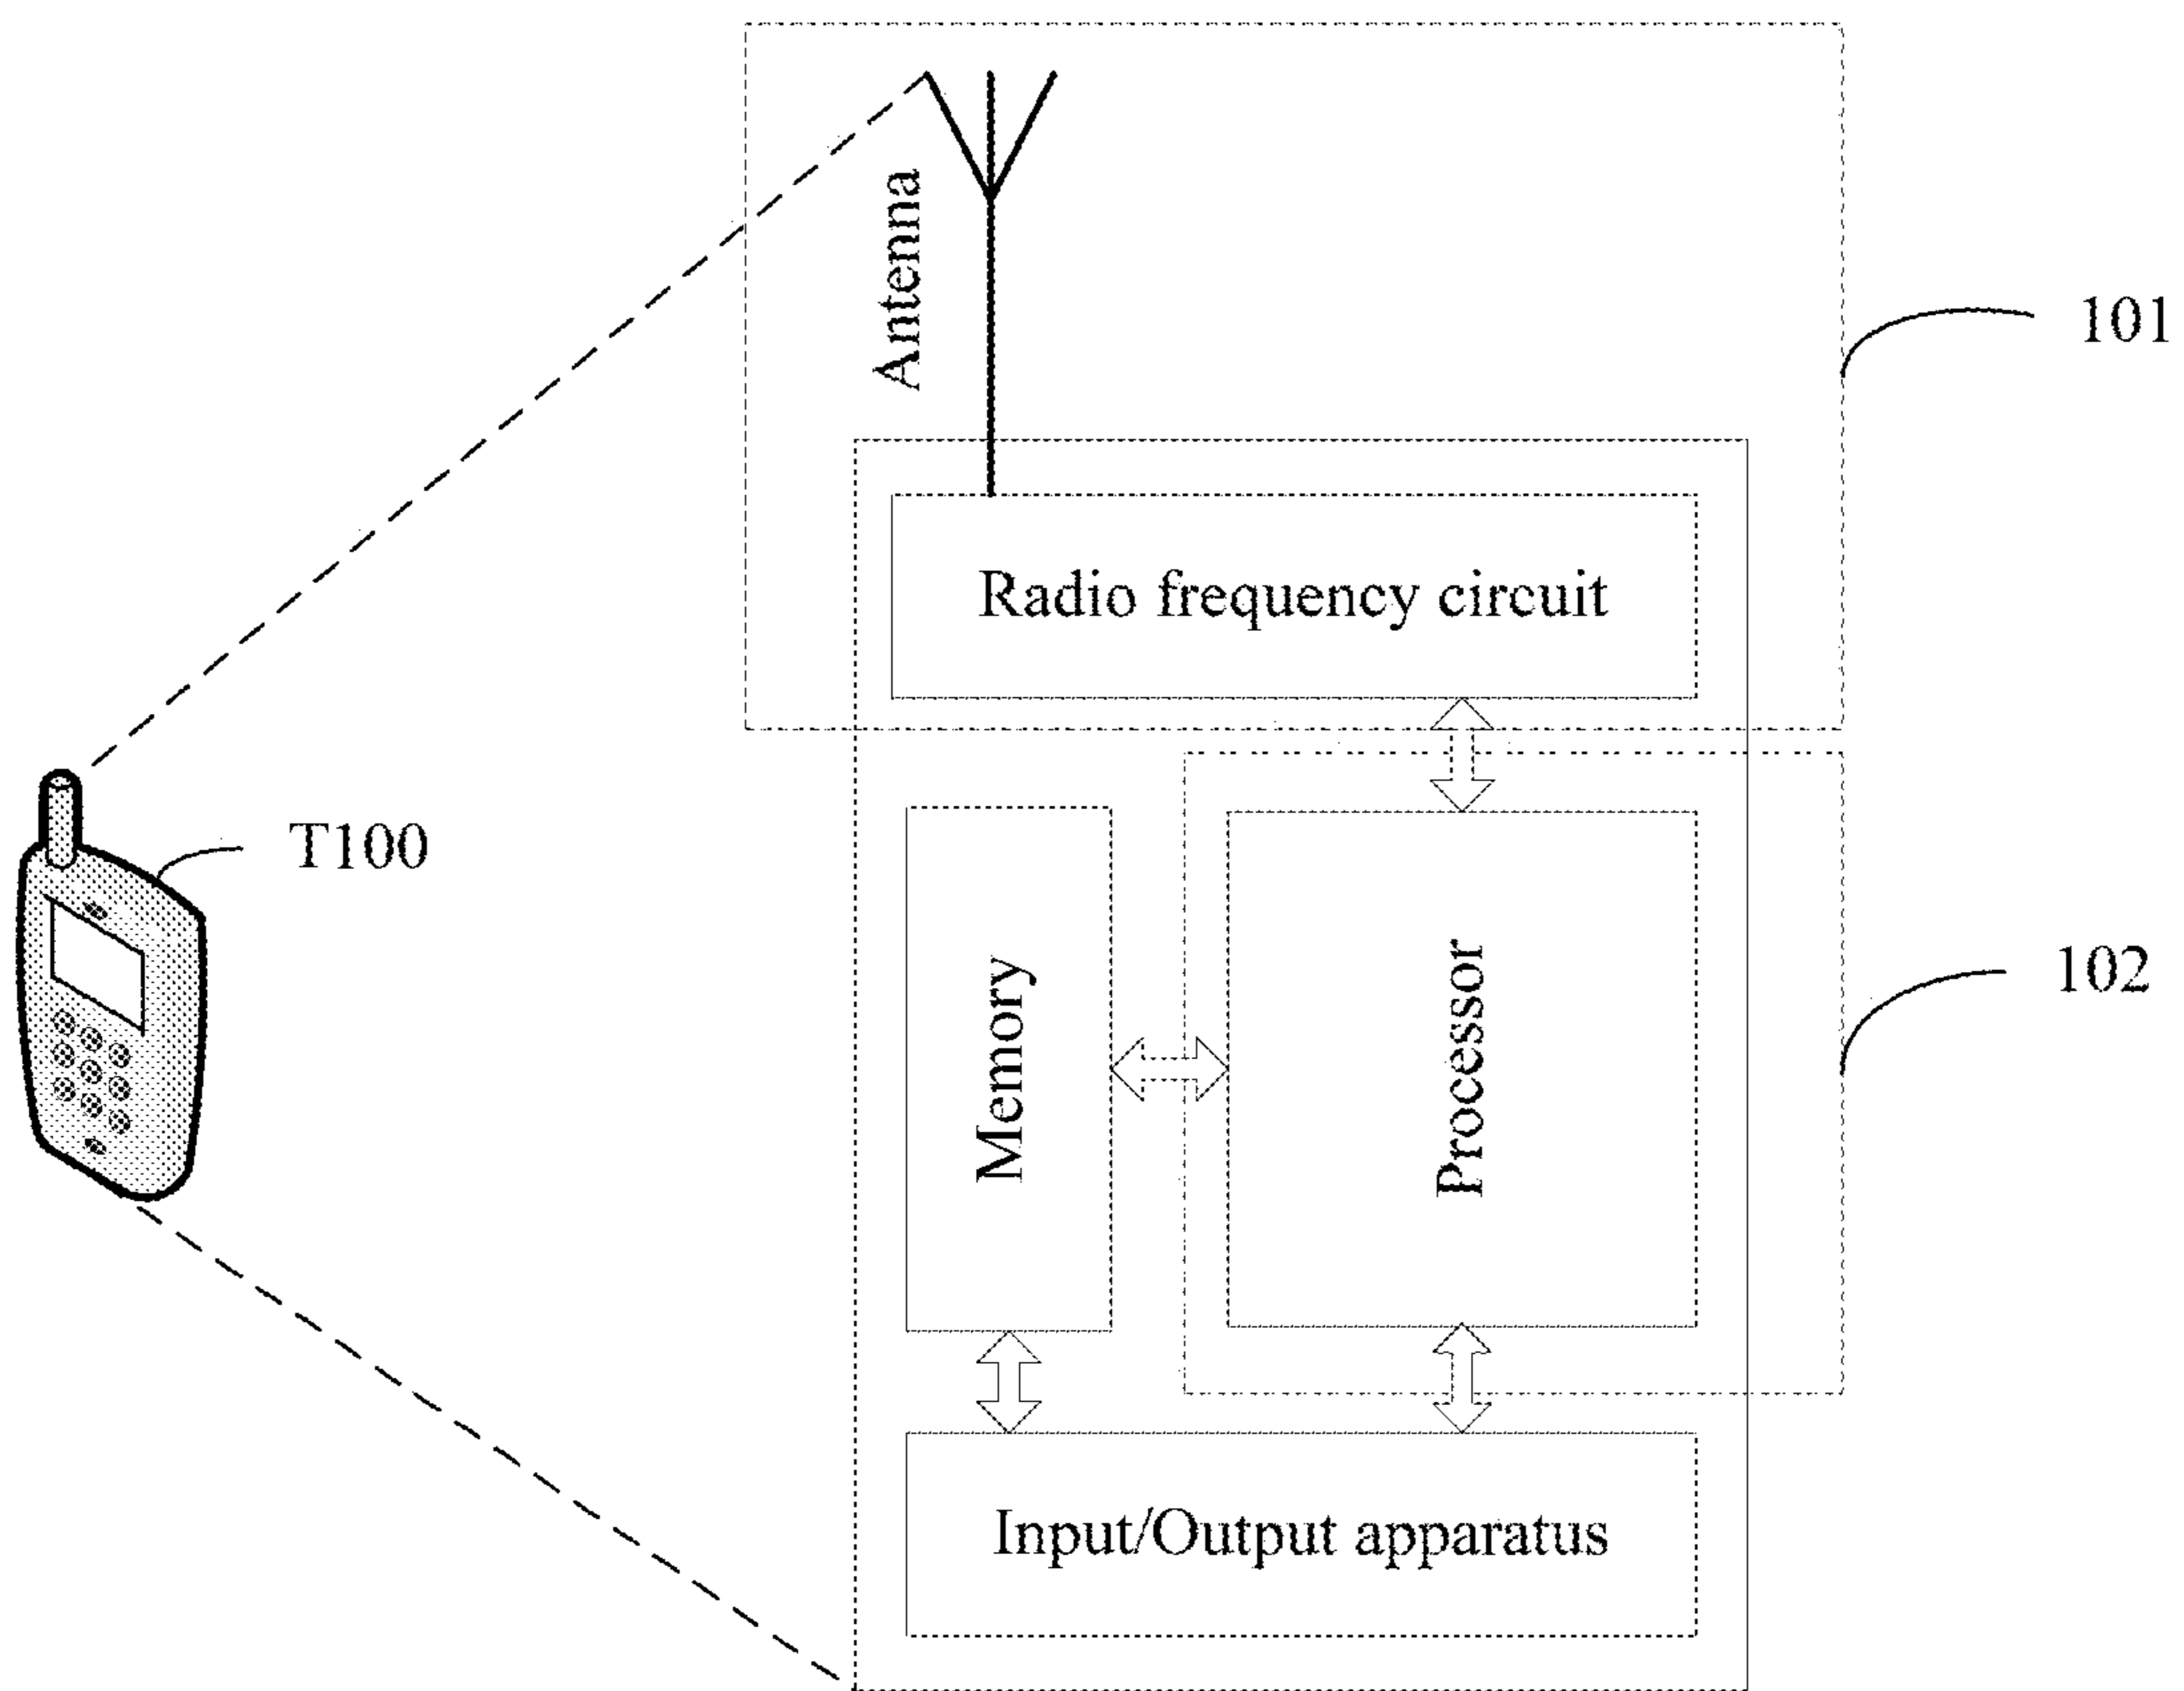 Antenna
101
Radio frequency circuit
T100
Memory
Processor
102
Input/Output apparatus